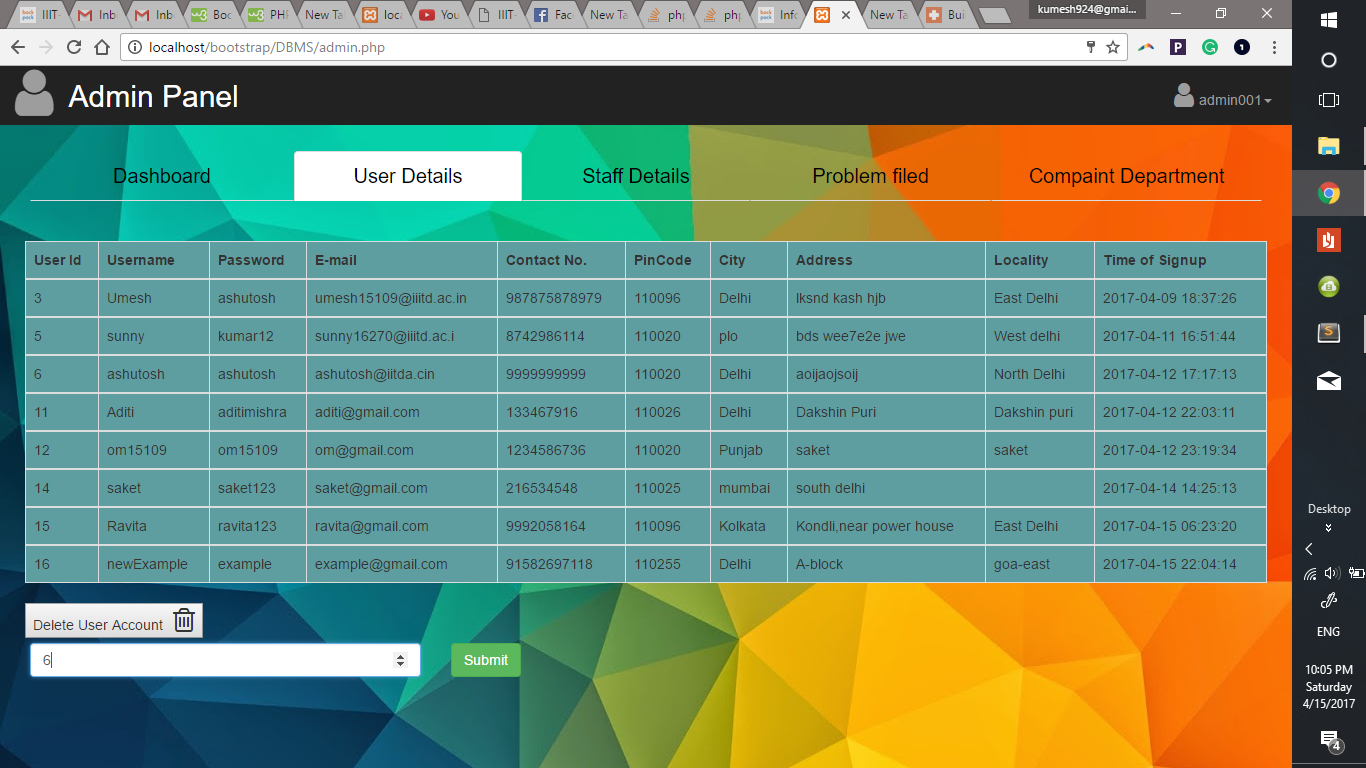 IIIT- Inb Inb Boc PHP New Ta loca You IIIT- Fac New Ta php php Info New Ta Bui kumesh924@gmai...
localhost/bootstrap/DBMS/admin.php
Admin Panel admin001
Dashboard User Details Staff Details Problem filed Compaint Department
User Id Username Password E-mail Contact No. PinCode City Address Locality Time of Signup
3 Umesh ashutosh umesh15109@iiitd.ac.in 987875878979 110096 Delhi lksnd kash hjb East Delhi 2017-04-09 18:37:26
5 sunny kumar12 sunny16270@iiitd.ac.i 8742986114 110020 plo bds wee7e2e jwe West delhi 2017-04-11 16:51:44
6 ashutosh ashutosh ashutosh@iitda.cin 9999999999 110020 Delhi aoijaojsoij North Delhi 2017-04-12 17:17:13
11 Aditi aditimishra aditi@gmail.com 133467916 110026 Delhi Dakshin Puri Dakshin puri 2017-04-12 22:03:11
12 om15109 om15109 om@gmail.com 1234586736 110020 Punjab saket saket 2017-04-12 23:19:34
14 saket saket123 saket@gmail.com 216534548 110025 mumbai south delhi 2017-04-14 14:25:13
15 Ravita ravita123 ravita@gmail.com 9992058164 110096 Kolkata Kondli,near power house East Delhi 2017-04-15 06:23:20
16 newExample example example@gmail.com 91582697118 110255 Delhi A-block goa-east 2017-04-15 22:04:14
Delete User Account
6 Submit
Desktop
ENG
10:05 PM
Saturday
4/15/2017
4